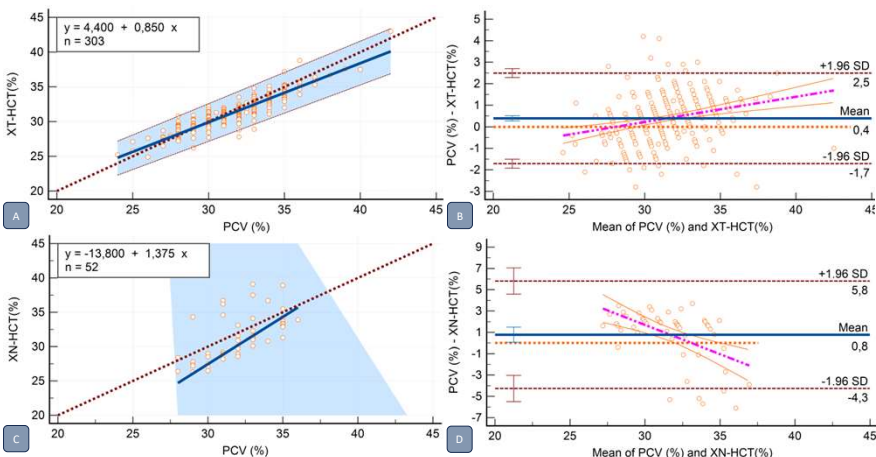 y = 4,400 + 0,850 x
n = 303
XT-HCT(%)
45
40
35
30
25
20
20
25
30
35
40
45
PCV (%)
A
PCV (%) - XT-HCT(%)
5
4
3
2
1
0
-1
-2
-3
+1.96 SD
2,5
Mean
0,4
-1.96 SD
-1,7
20
25
30
35
40
45
Mean of PCV (%) and XT-HCT(%)
B
y = -13,800 + 1,375 x
n = 52
XN-HCT(%)
45
40
35
30
25
20
20
25
30
35
40
45
PCV (%)
C
PCV (%) - XN-HCT(%)
9
7
5
3
1
-1
-3
-5
-7
+1.96 SD
5,8
Mean
0,8
-1.96 SD
-4,3
20
25
30
35
40
45
Mean of PCV (%) and XN-HCT(%)
D